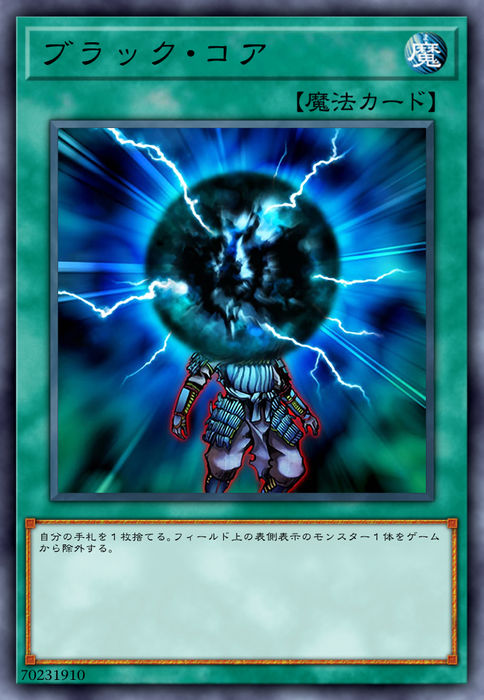 ブラック・コア
魔
【魔法カード】
自分の手札を１枚捨てる。フィールド上の表側表示のモンスター１体をゲーム
から除外する。
70231910